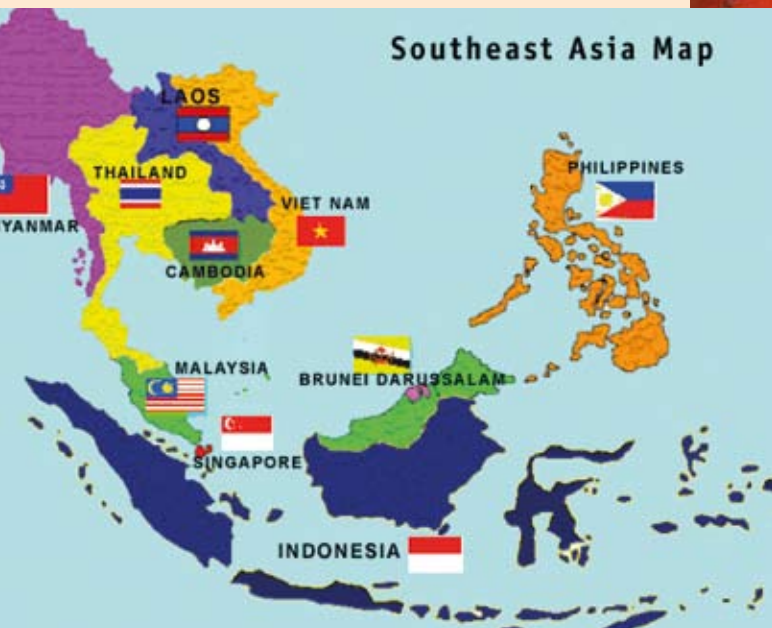 Southeast Asia Map
LAOS
THAILAND
PHILIPPINES
VIET NAM
YANMAR
CAMBODIA
MALAYSIA
BRUNEI DARUSSALAM
SINGAPORE
INDONESIA